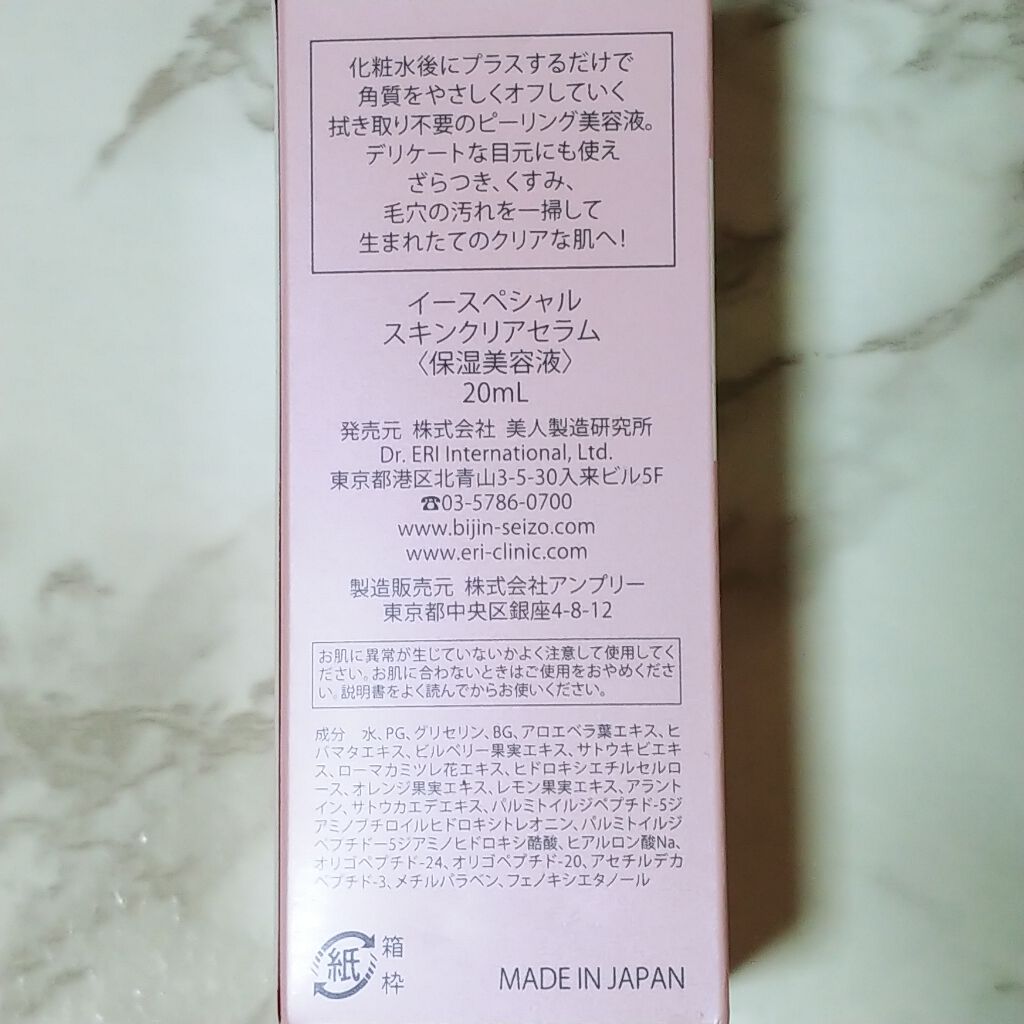 化粧水後にプラスするだけで
角質をやさしくオフしていく
拭き取り不要のピーリング美容液。
デリケートな目元にも使え
ざらつき、くすみ、
毛穴の汚れを一掃して
生まれたてのクリアな肌へ!
イースペシャル
スキンクリアセラム
〈保湿美容液〉
20mL
発売元 株式会社 美人製造研究所
Dr. ERI International, Ltd.
東京都港区北青山3-5-30入来ビル5F
☎03-5786-0700
www.bijin-seizo.com
www.eri-clinic.com
製造販売元 株式会社アンプリー
東京都中央区銀座4-8-12
お肌に異常が生じていないかよく注意して使用してく
ださい。お肌に合わないときはご使用をおやめくださ
い。説明書をよく読んでからお使いください。
成分 水、PG、グリセリン、BG、アロエベラ葉エキス、ヒ
バマタエキス、ビルベリー果実エキス、サトウキビエキ
ス、ローマカミツレ花エキス、ヒドロキシエチルセルロ
ース、オレンジ果実エキス、レモン果実エキス、アラント
イン、サトウカエデエキス、パルミトイルジペプチド-5ジ
アミノブチロイルヒドロキシトレオニン、パルミトイルジ
ペプチドー5ジアミノヒドロキシ酪酸、ヒアルロン酸Na、
オリゴペプチド-24、オリゴペプチド-20、アセチルデカ
ペプチド-3、メチルパラベン、フェノキシエタノール
紙
箱
枠
MADE IN JAPAN